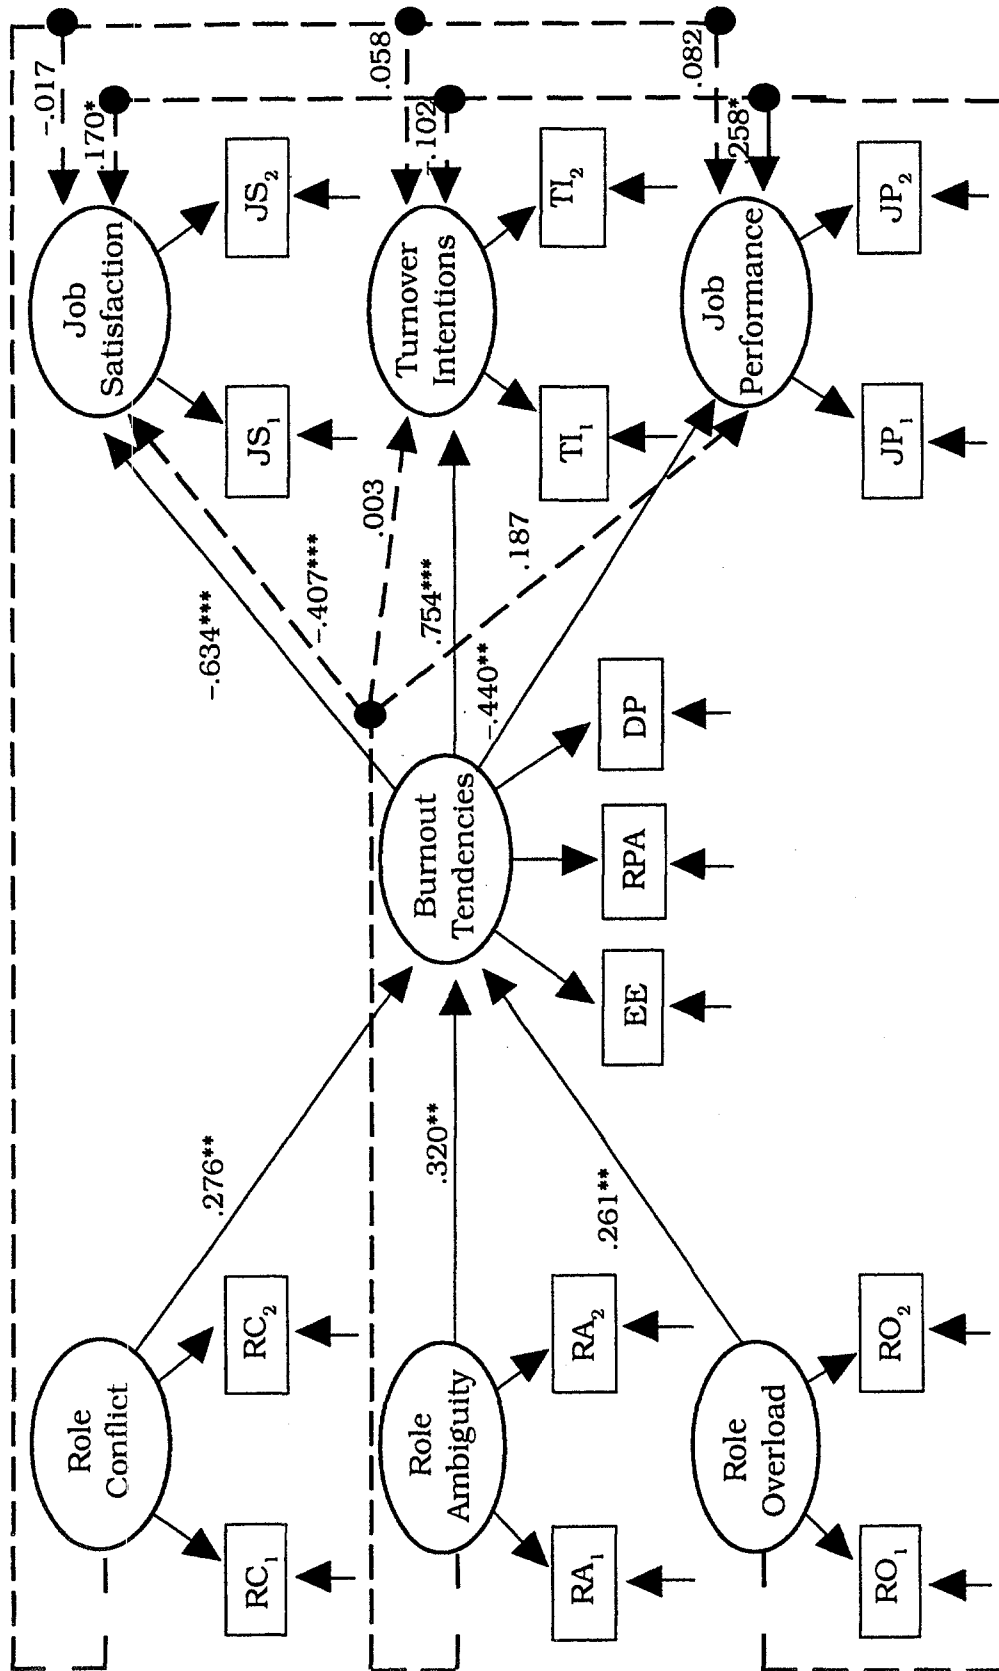 Role
Conflict
RC₁
RC₂
Role
Ambiguity
RA₁
RA₂
Role
Overload
RO₁
RO₂
.276**
.320**
.261**
Burnout
Tendencies
EE
RPA
DP
-.634***
-.407***
.003
.754***
.187
-.440**
Job
Satisfaction
JS₁
JS₂
Turnover
Intentions
TI₁
TI₂
Job
Performance
JP₁
JP₂
-.017
.170*
.058
-.102
.082
.258*